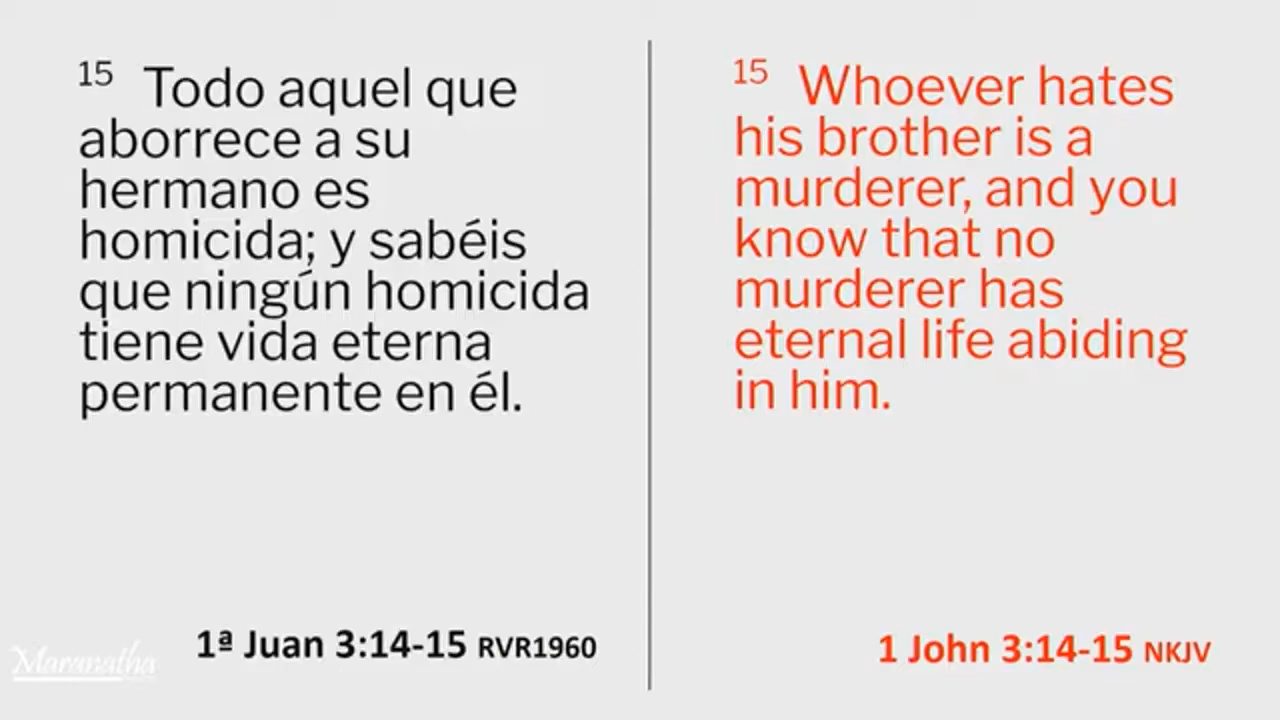 15 Todo aquel que
aborrece a su
hermano es
homicida; y sabéis
que ningún homicida
tiene vida eterna
permanente en él.
1ª Juan 3:14-15 RVR1960
15 Whoever hates
his brother is a
murderer, and you
know that no
murderer has
eternal life abiding
in him.
1 John 3:14-15 NKJV
Maranatha